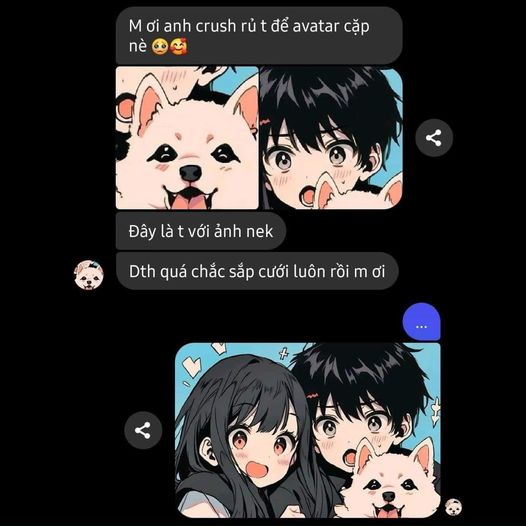 M ơi anh crush rủ t để avatar cặp
nè 🥹🥰
Đây là t với ảnh nek
Dth quá chắc sắp cưới luôn rồi m ơi
...